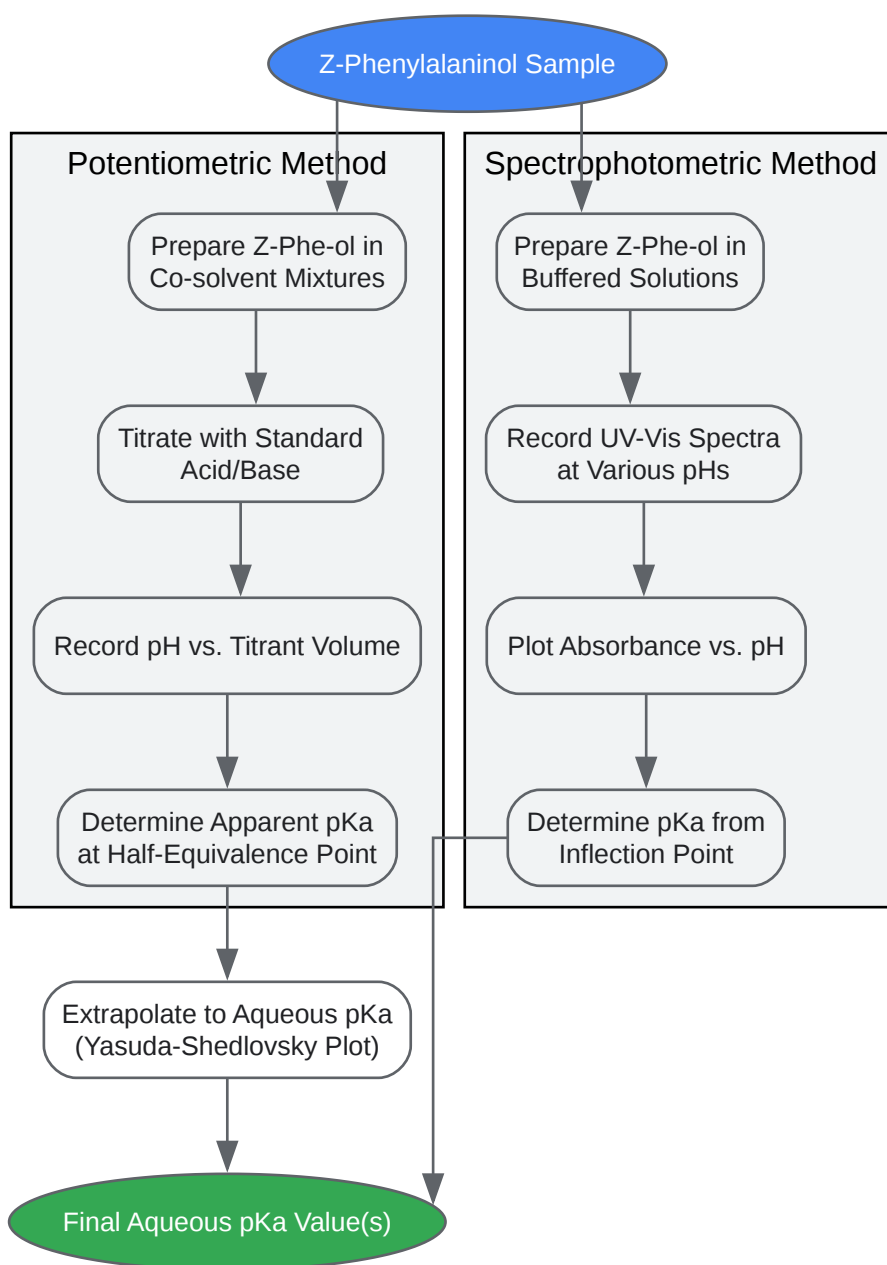 Z-Phenylalaninol Sample
Potentiometric Method
Prepare Z-Phe-ol in
Co-solvent Mixtures
Titrate with Standard
Acid/Base
Record pH vs. Titrant Volume
Determine Apparent pKa
at Half-Equivalence Point
Extrapolate to Aqueous pKa
(Yasuda-Shedlovsky Plot)
Spectrophotometric Method
Prepare Z-Phe-ol in
Buffered Solutions
Record UV-Vis Spectra
at Various pHs
Plot Absorbance vs. pH
Determine pKa from
Inflection Point
Final Aqueous pKa Value(s)